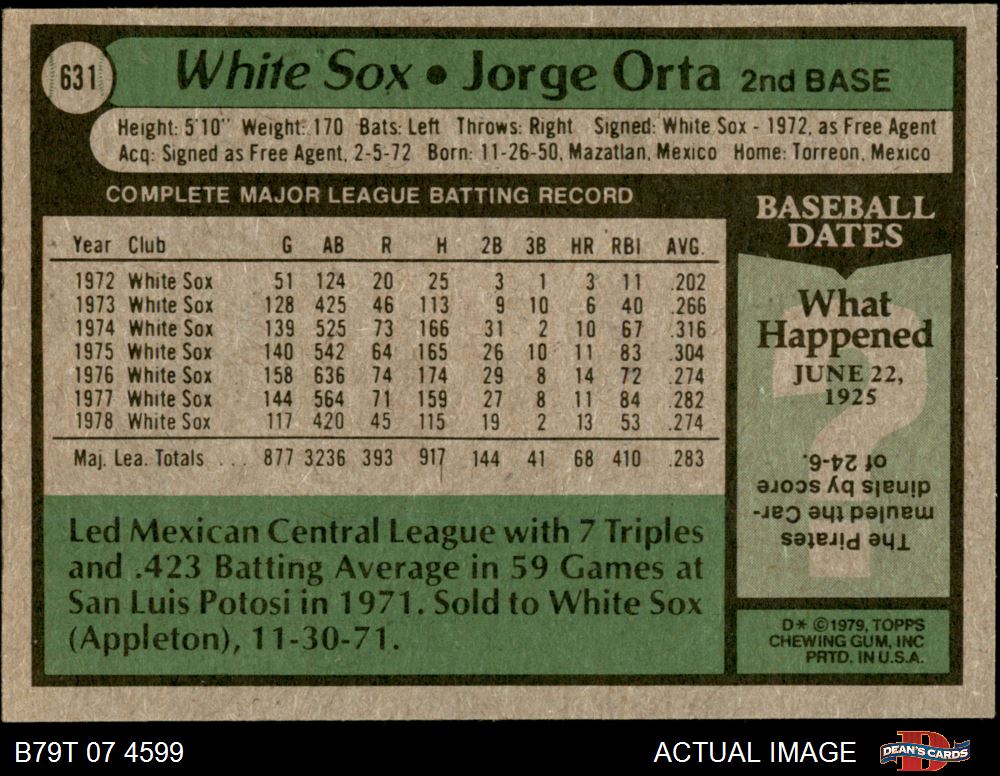 631
White Sox • Jorge Orta 2nd BASE
Height: 5'10" Weight: 170 Bats: Left Throws: Right Signed: White Sox - 1972, as Free Agent
Acq: Signed as Free Agent, 2-5-72 Born: 11-26-50, Mazatlan, Mexico Home: Torreon, Mexico
COMPLETE MAJOR LEAGUE BATTING RECORD
Year Club G AB R H 2B 3B HR RBI AVG.
1972 White Sox 51 124 20 25 3 1 3 11 .202
1973 White Sox 128 425 46 113 9 10 6 40 .266
1974 White Sox 139 525 73 166 31 2 10 67 .316
1975 White Sox 140 542 64 165 26 10 11 83 .304
1976 White Sox 158 636 74 174 29 8 14 72 .274
1977 White Sox 144 564 71 159 27 8 11 84 .282
1978 White Sox 117 420 45 115 19 2 13 53 .274
Maj. Lea. Totals ... 877 3236 393 917 144 41 68 410 .283
Led Mexican Central League with 7 Triples
and .423 Batting Average in 59 Games at
San Luis Potosi in 1971. Sold to White Sox
(Appleton), 11-30-71.
BASEBALL
DATES
What
Happened
JUNE 22,
1925
?
The Pirates
mauled the Car-
dinals by score
of 24-6.
D* ©1979, TOPPS
CHEWING GUM, INC
PRTD. IN U.S.A.
B79T 07 4599
ACTUAL IMAGE
DEAN'S CARDS